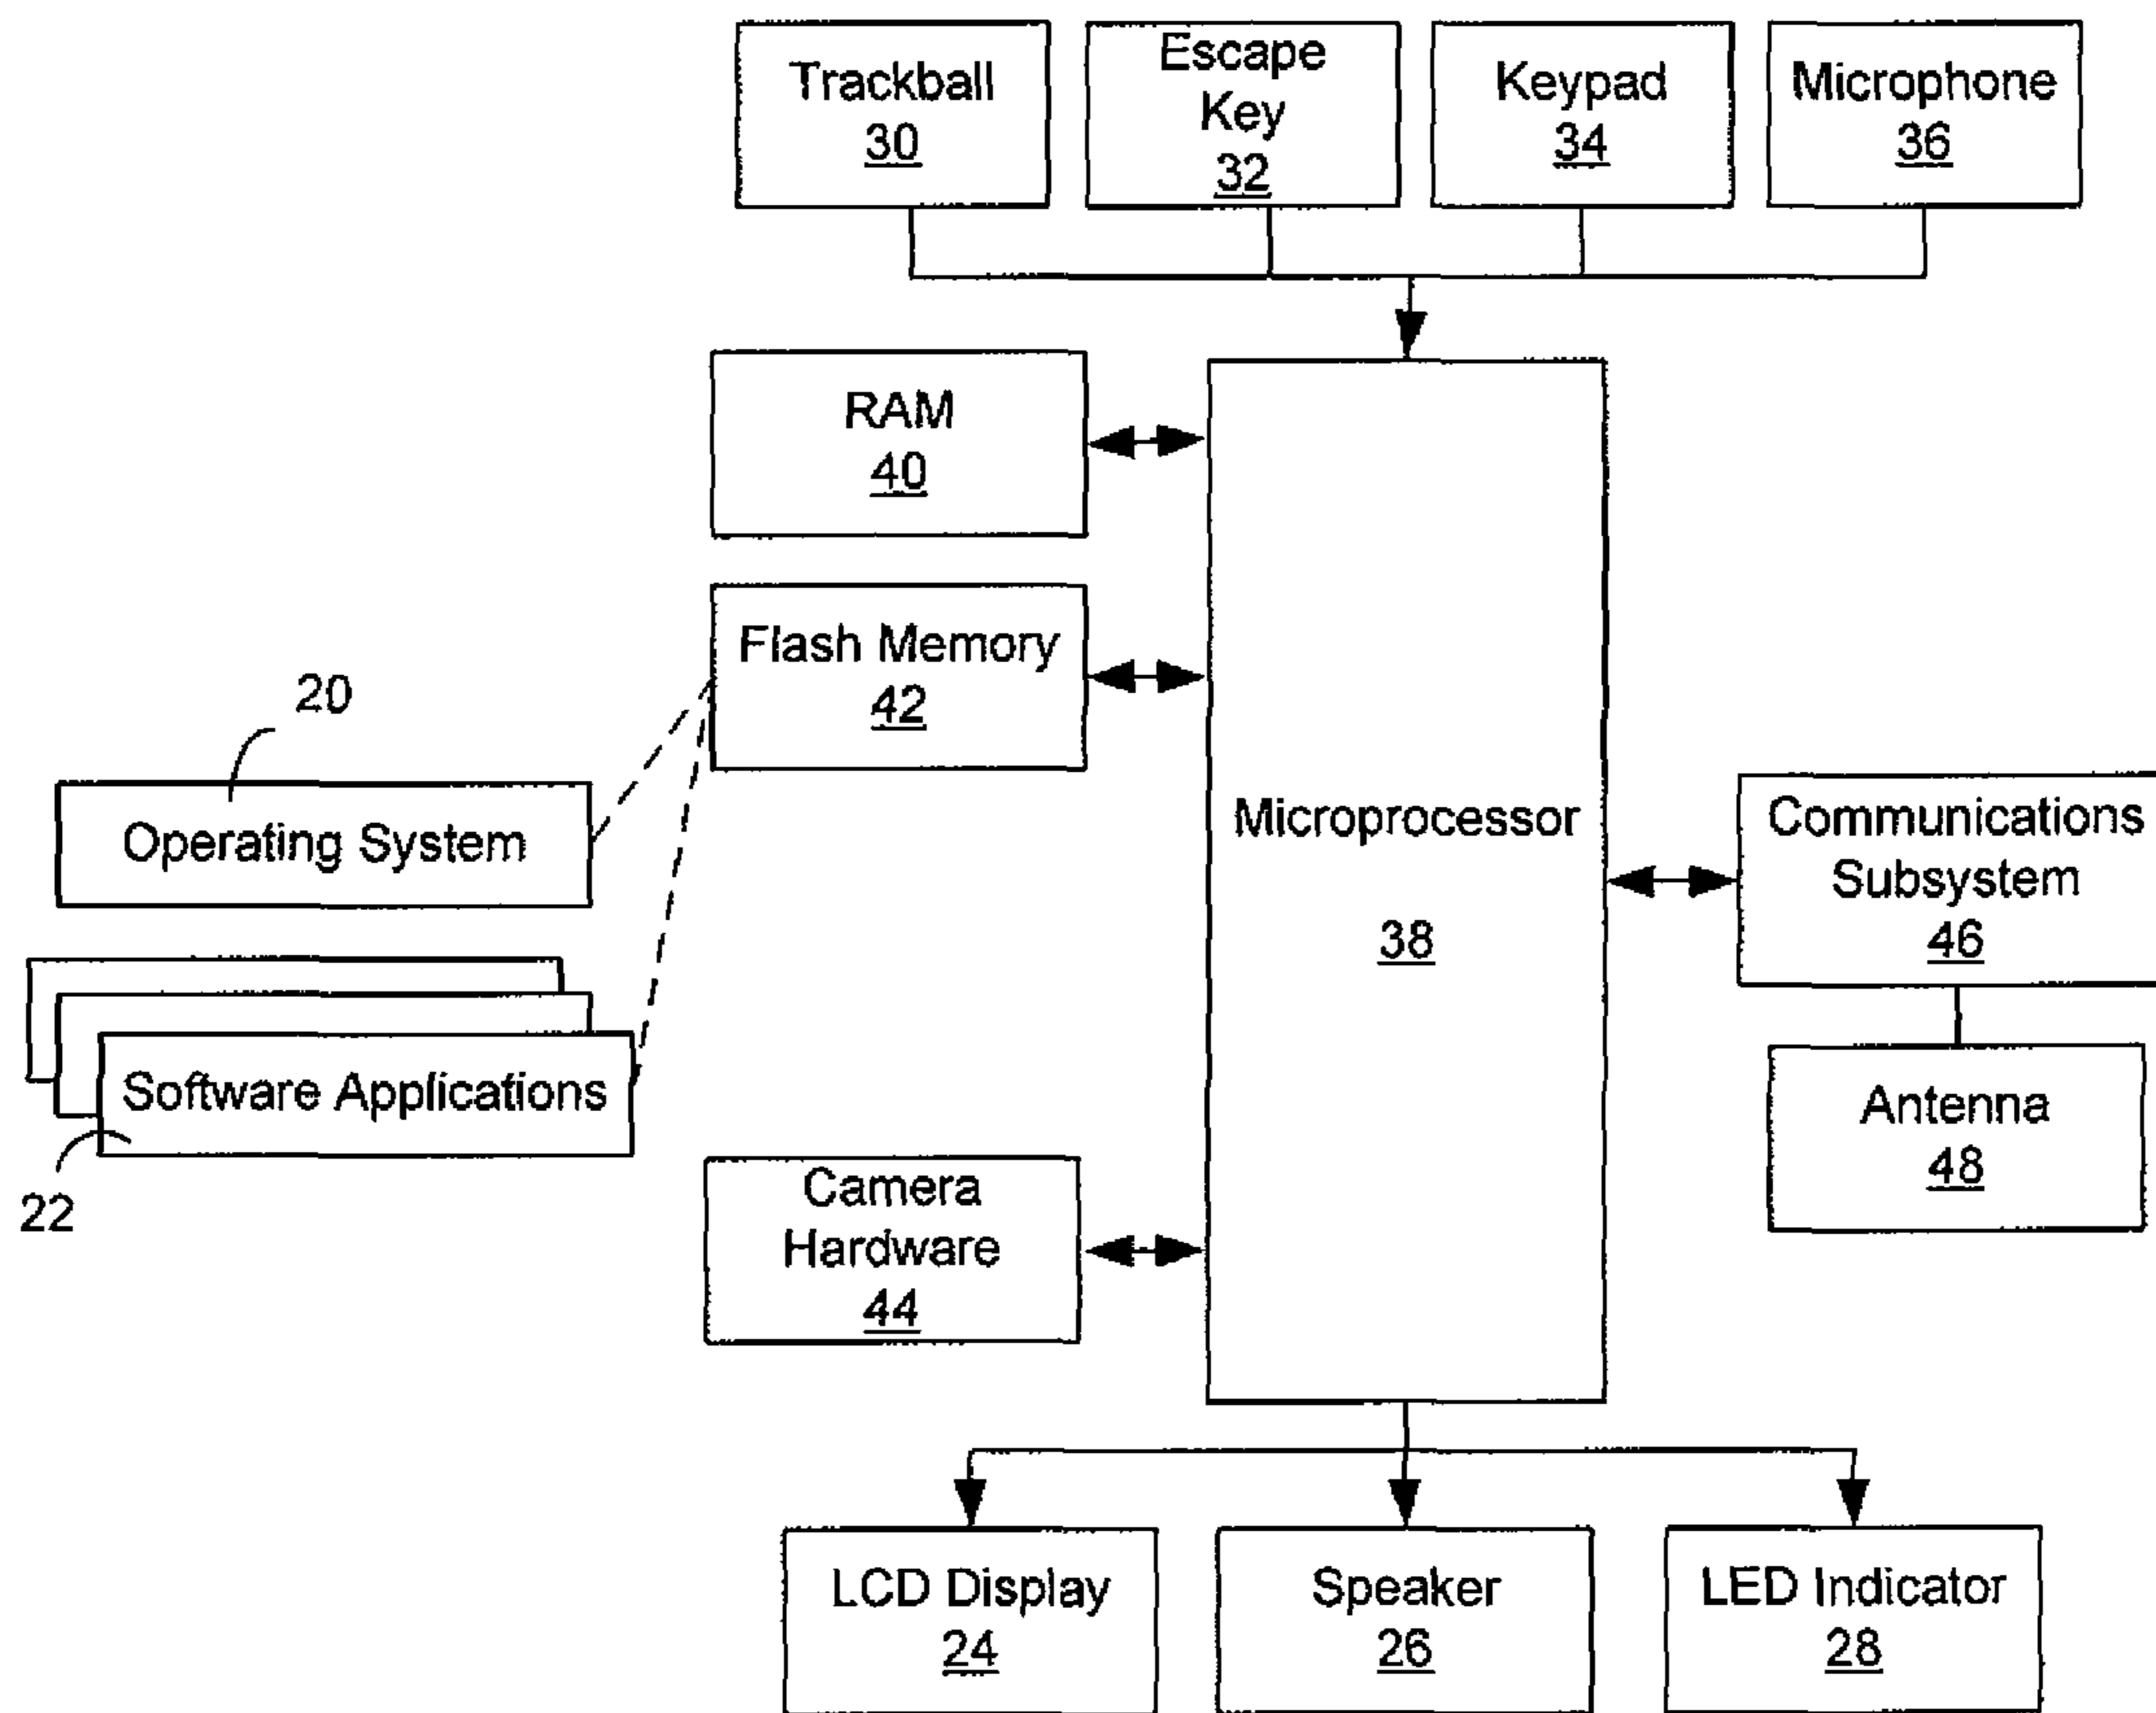 Trackball
30
Escape
Key
32
Keypad
34
Microphone
36
RAM
40
Flash Memory
42
20
Operating System
Software Applications
22
Camera
Hardware
44
Microprocessor
38
Communications
Subsystem
46
Antenna
48
LCD Display
24
Speaker
26
LED Indicator
28